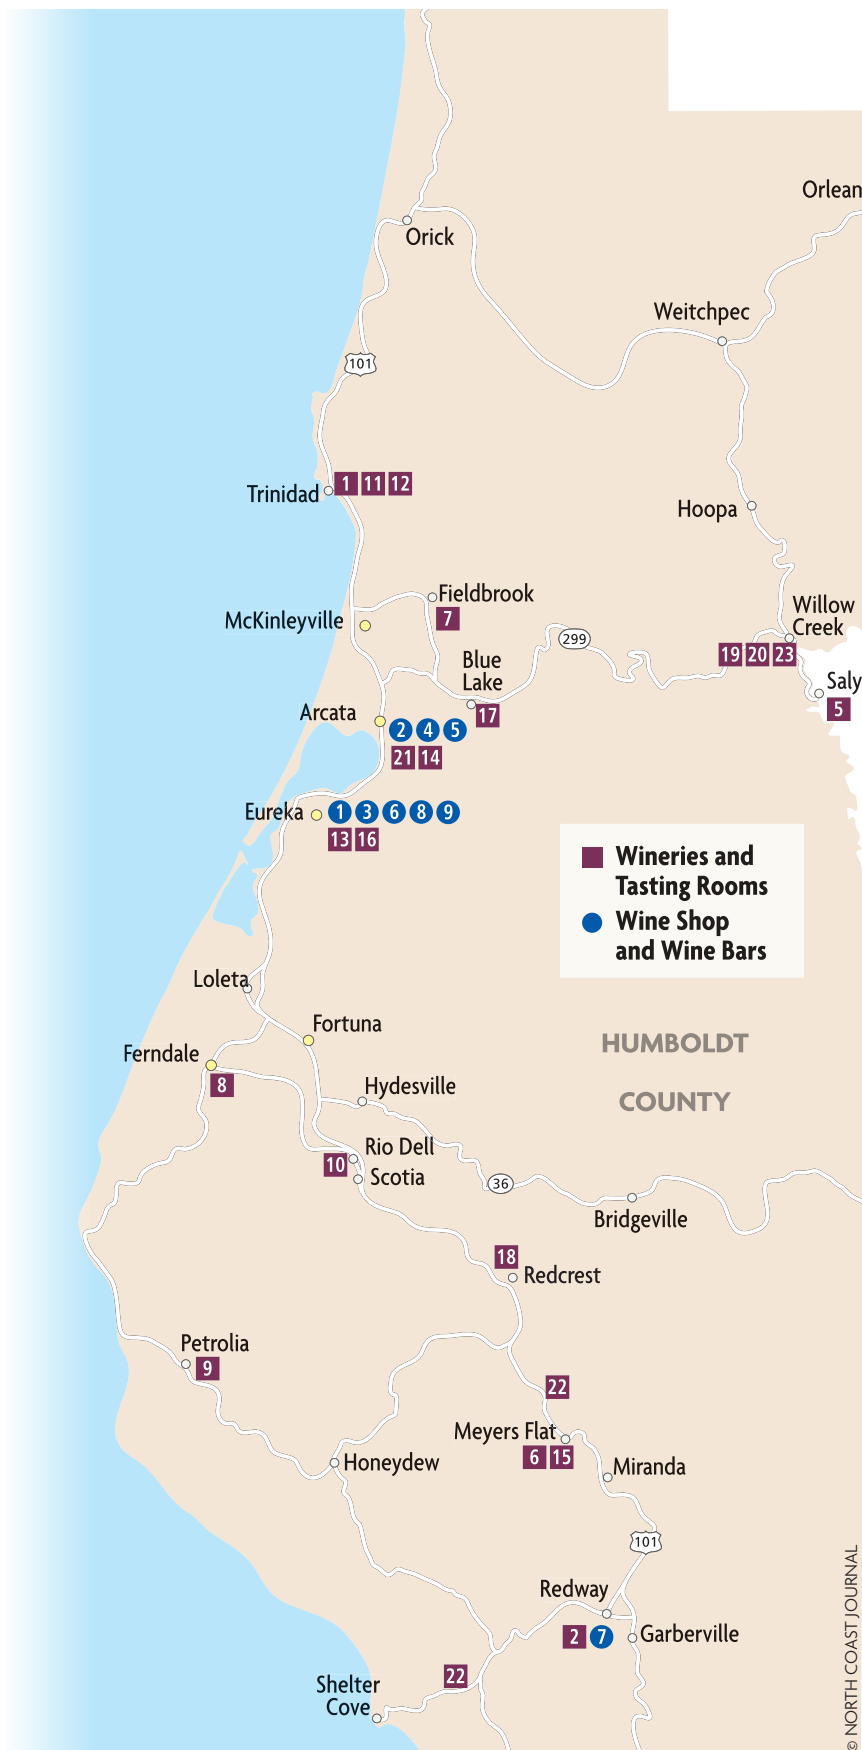 Orlean
Orick
Weitchpec
101
Trinidad
1 11 12
Hoopa
Fieldbrook
7
McKinleyville
Willow
Creek
299
19 20 23
Blue
Lake
17
Saly
5
Arcata
2 4 5
21 14
Eureka
1 3 6 8 9
13 16
Wineries and
Tasting Rooms
Wine Shop
and Wine Bars
Loleta
Fortuna
HUMBOLDT
COUNTY
Ferndale
8
Hydesville
Rio Dell
10
Scotia
36
Bridgeville
18
Redcrest
Petrolia
9
22
Meyers Flat
6 15
Honeydew
Miranda
101
Redway
2 7
Garberville
22
Shelter
Cove
© NORTH COAST JOURNAL